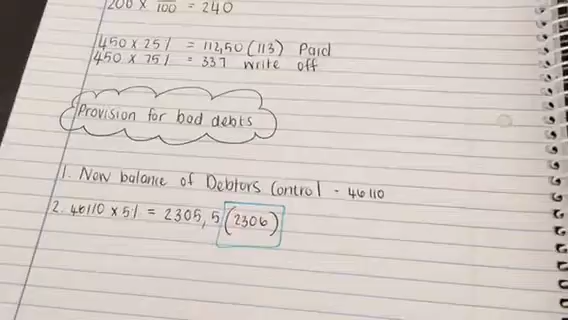 200 × /100 = 240
450 × 25% = 112,50 (113) Paid
450 × 75% = 337 Write off
Provision for bad debts
1. New balance of Debtors Control - 46110
2. 46110 × 5% = 2305,5 (2306)